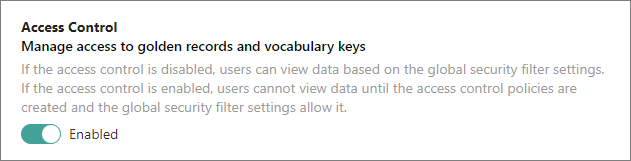 Access Control
Manage access to golden records and vocabulary keys
If the access control is disabled, users can view data based on the global security filter settings.
If the access control is enabled, users cannot view data until the access control policies are
created and the global security filter settings allow it.
Enabled